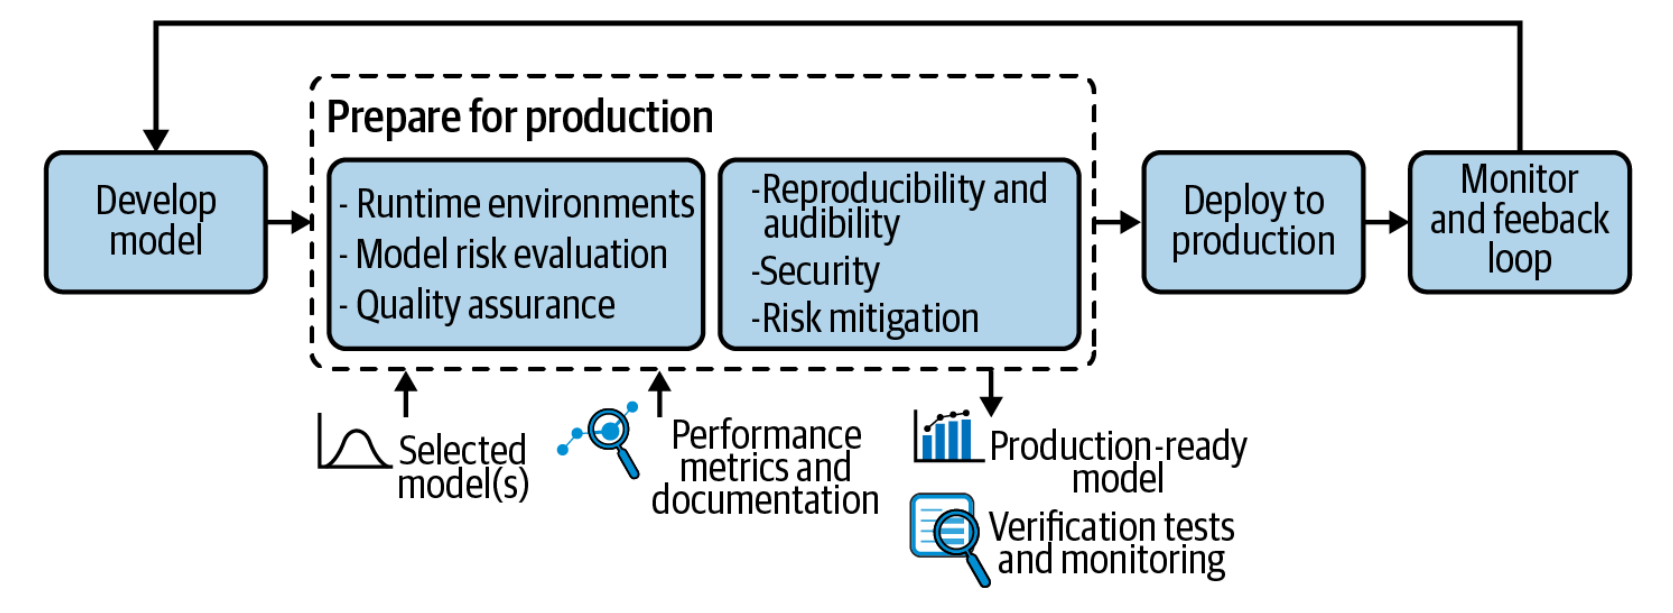 Prepare for production
Develop
model
- Runtime environments
- Model risk evaluation
- Quality assurance
-Reproducibility and
audibility
-Security
-Risk mitigation
Deploy to
production
Monitor
and feeback
loop
Selected
model(s)
Performance
metrics and
documentation
Production-ready
model
Verification tests
and monitoring